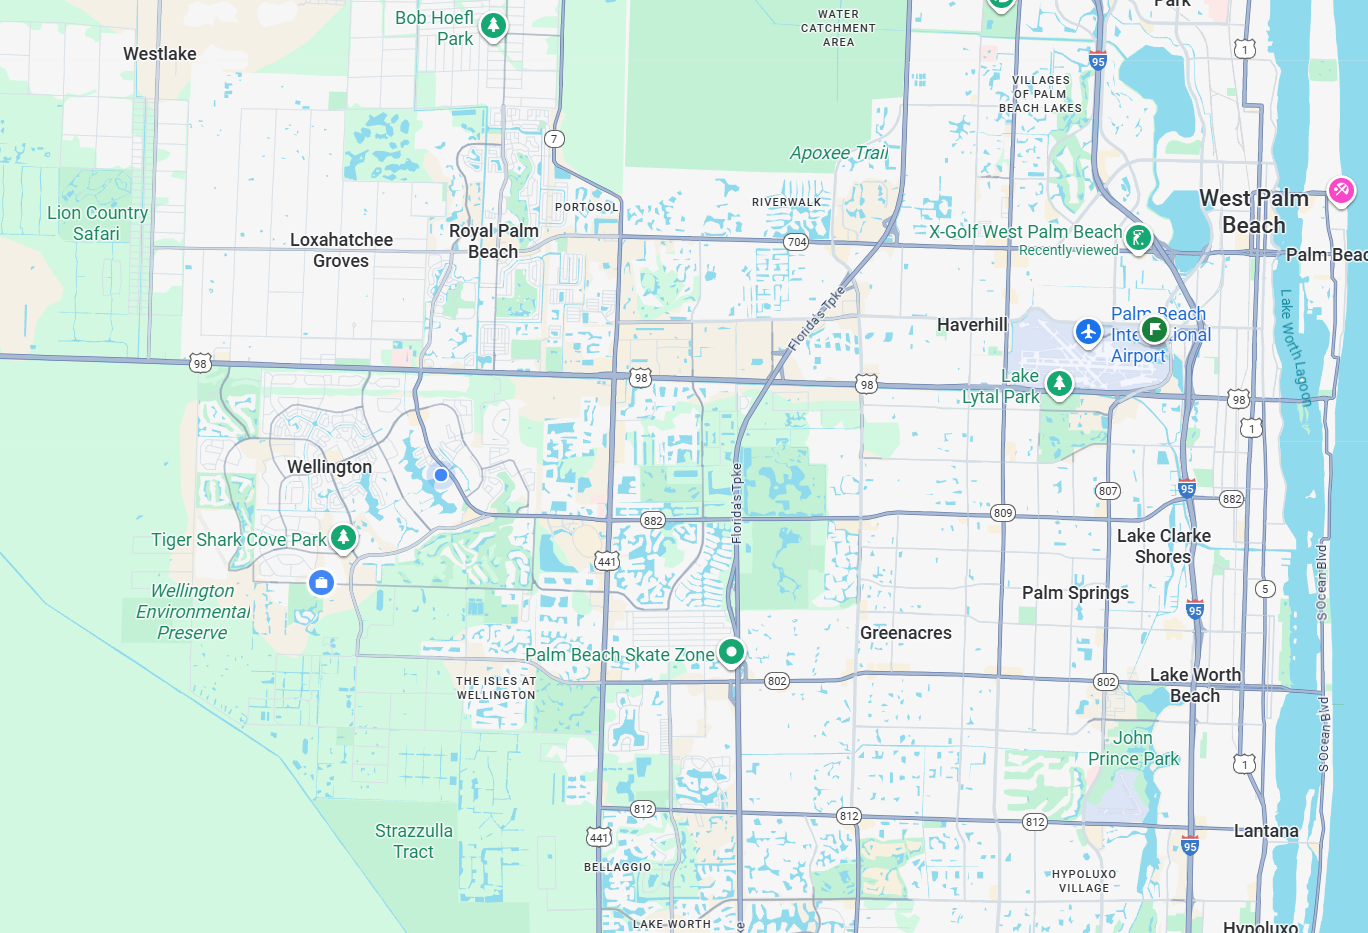 Park
WATER
CATCHMENT
AREA
Bob Hoefl
Park
Westlake
1
95
VILLAGES
OF PALM
BEACH LAKES
7
Apoxee Trail
Lion Country
Safari
PORTOSOL
RIVERWALK
West Palm
Beach
Loxahatchee
Groves
Royal Palm
Beach
704
X-Golf West Palm Beach
Recently viewed
Palm Beac
Florida's Tpke
Haverhill
Palm Beach
International
Airport
Lake Worth Lagoon
98
98
98
Lake
Lytal Park
98
1
Wellington
Florida's Tpke
807
95
882
882
809
Tiger Shark Cove Park
441
Lake Clarke
Shores
S Ocean Blvd
Wellington
Environmental
Preserve
Palm Springs
5
95
Greenacres
Palm Beach Skate Zone
THE ISLES AT
WELLINGTON
802
802
Lake Worth
Beach
S Ocean Blvd
John
Prince Park
1
812
812
812
441
Strazzulla
Tract
Lantana
95
BELLAGGIO
HYPOLUXO
VILLAGE
LAKE WORTH
ke
Hypoluxo